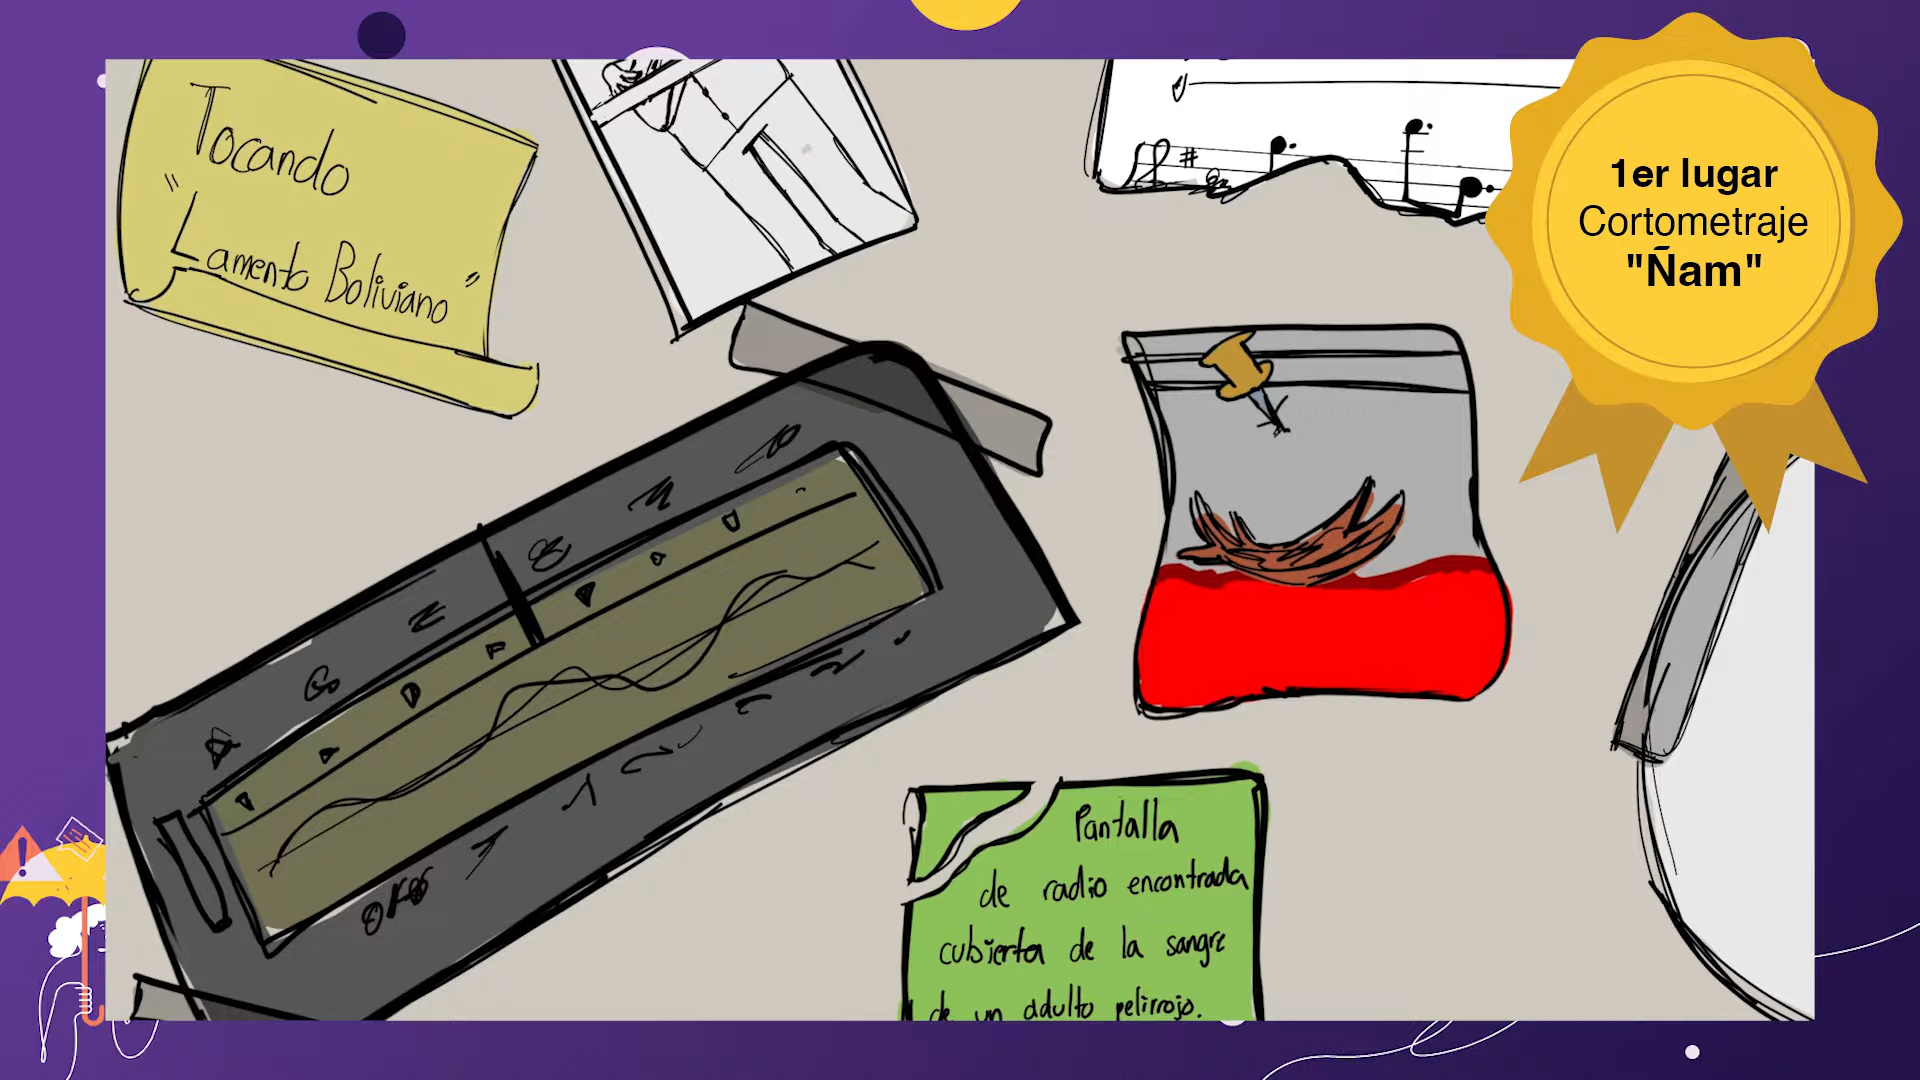 Tocando
"Lamento Boliviano"
1er lugar
Cortometraje
"Ñam"
OFF
Pantalla
de radio encontrada
cubierta de la sangre
de un adulto pelirrojo.